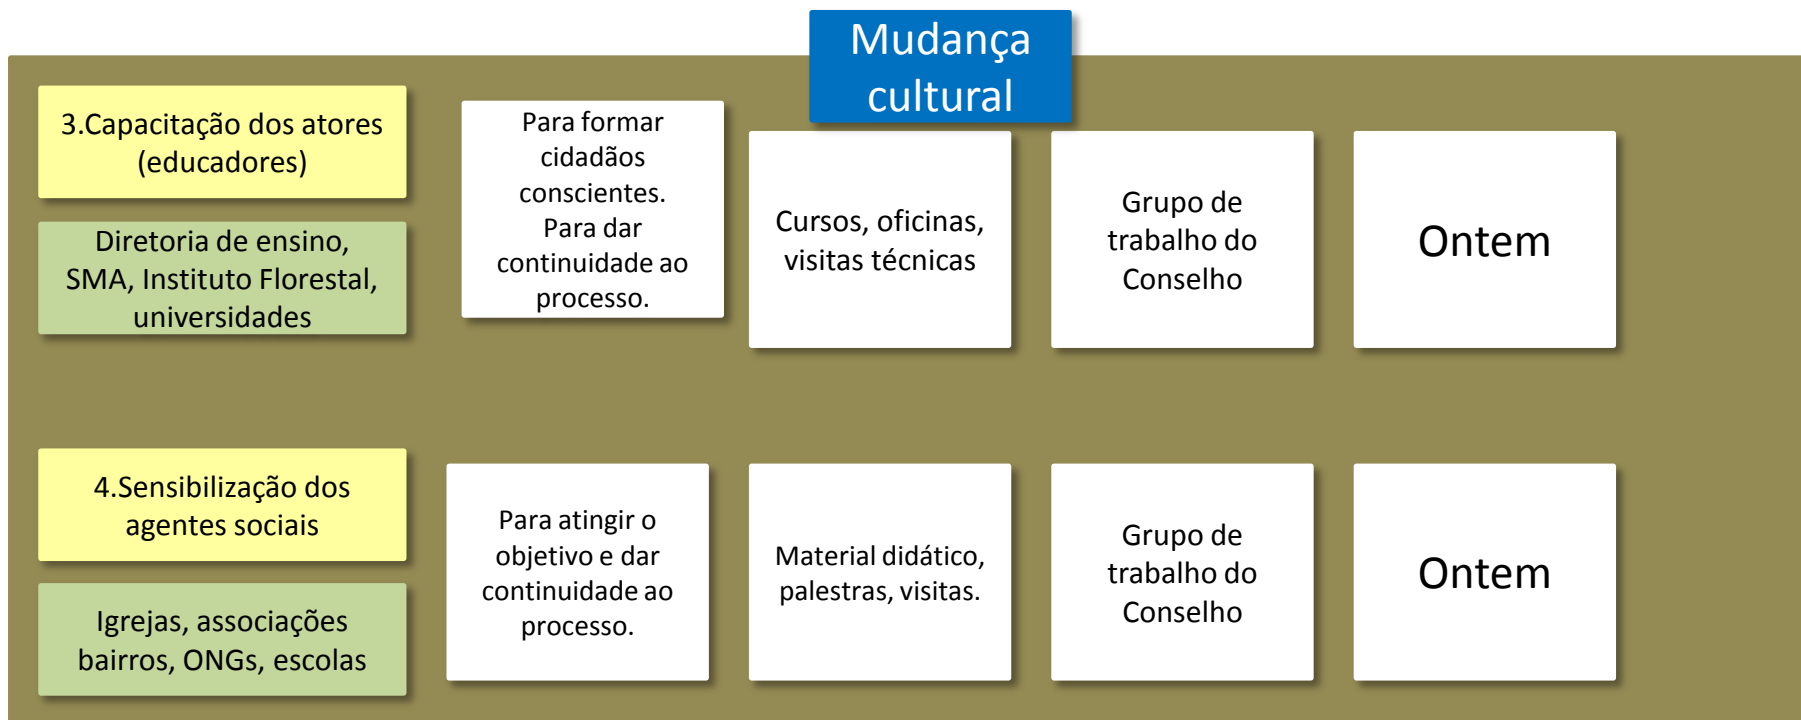 Mudança
cultural
3.Capacitação dos atores
(educadores)
Diretoria de ensino,
SMA, Instituto Florestal,
universidades
Para formar
cidadãos
conscientes.
Para dar
continuidade ao
processo.
Cursos, oficinas,
visitas técnicas
Grupo de
trabalho do
Conselho
Ontem
4.Sensibilização dos
agentes sociais
Igrejas, associações
bairros, ONGs, escolas
Para atingir o
objetivo e dar
continuidade ao
processo.
Material didático,
palestras, visitas.
Grupo de
trabalho do
Conselho
Ontem